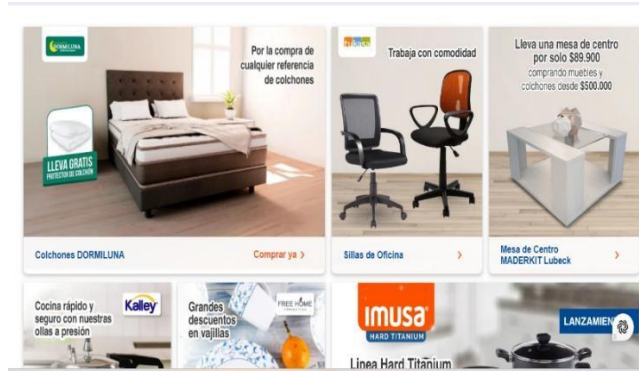 DORMILUNA
Por la compra de
cualquier referencia
de colchones
LLEVA GRATIS
PROTECTOR DE COLCHÓN
Colchones DORMILUNA
Comprar ya >
Trabaja con comodidad
Sillas de Oficina
>
Lleva una mesa de centro
por solo $89.900
comprando muebles y
colchones desde $500.000
Mesa de Centro
MADERKIT Lubeck
>
Cocina rápido y
seguro con nuestras
ollas a presión
Kalley
Grandes
descuentos
en vajillas
FREE HOME
IMUSA
HARD TITANIUM
Linea Hard Titanium
LANZAMIEN